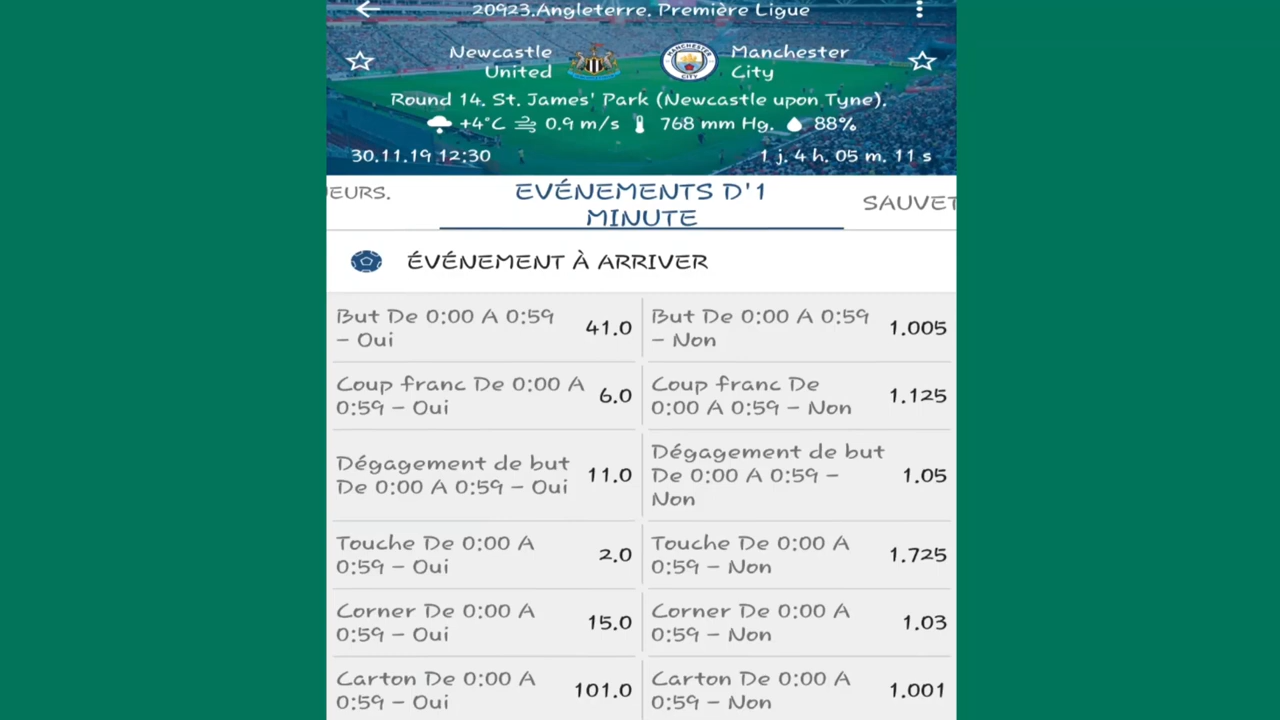 20923.Angleterre. Première Ligue
Newcastle United
MANCHESTER
CITY
Manchester City
Round 14. St. James' Park (Newcastle upon Tyne).
+4°C 0.9 m/s 768 mm Hg. 88%
30.11.19 12:30 1 j. 4 h. 05 m. 11 s
EURS.
EVÉNEMENTS D'1
MINUTE
SAUVET
ÉVÉNEMENT À ARRIVER
But De 0:00 A 0:59
– Oui
41.0
But De 0:00 A 0:59
– Non
1.005
Coup franc De 0:00 A
0:59 – Oui
6.0
Coup franc De
0:00 A 0:59 – Non
1.125
Dégagement de but
De 0:00 A 0:59 – Oui
11.0
Dégagement de but
De 0:00 A 0:59 –
Non
1.05
Touche De 0:00 A
0:59 – Oui
2.0
Touche De 0:00 A
0:59 – Non
1.725
Corner De 0:00 A
0:59 – Oui
15.0
Corner De 0:00 A
0:59 – Non
1.03
Carton De 0:00 A
0:59 – Oui
101.0
Carton De 0:00 A
0:59 – Non
1.001